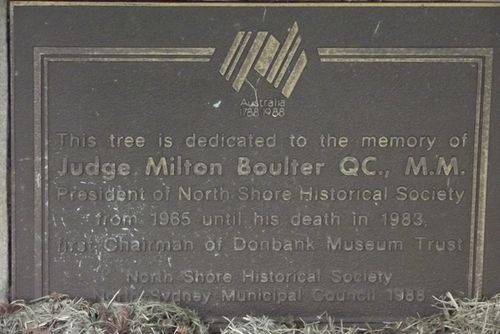 Australia
1788 1988
This tree is dedicated to the memory of
Judge Milton Boulter QC., M.M.
President of North Shore Historical Society
from 1965 until his death in 1983,
first Chairman of Donbank Museum Trust
North Shore Historical Society
Sydney Municipal Council 1988